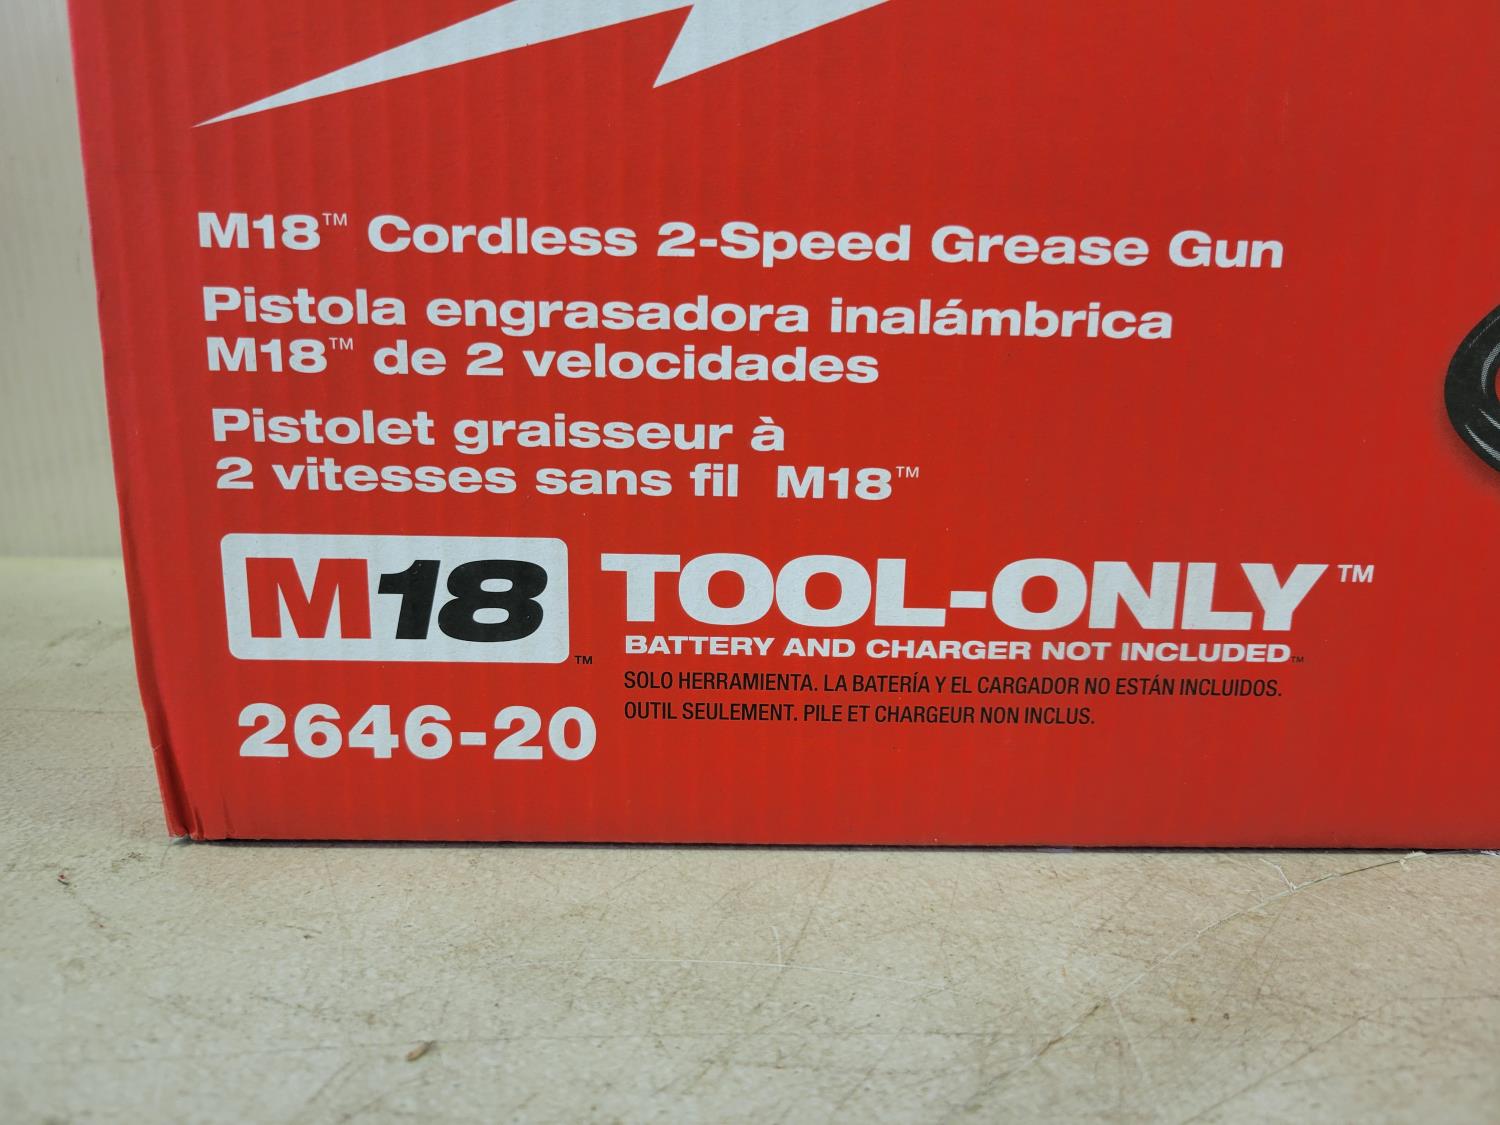 M18™ Cordless 2-Speed Grease Gun
Pistola engrasadora inalámbrica
M18™ de 2 velocidades
Pistolet graisseur à
2 vitesses sans fil M18™
M18™ TOOL-ONLY™
BATTERY AND CHARGER NOT INCLUDED™
SOLO HERRAMIENTA. LA BATERÍA Y EL CARGADOR NO ESTÁN INCLUIDOS.
2646-20
OUTIL SEULEMENT. PILE ET CHARGEUR NON INCLUS.